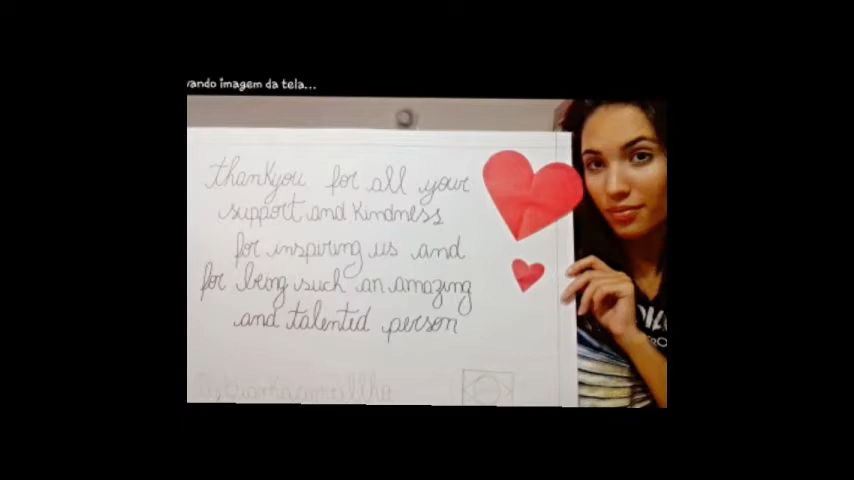 vando imagem da tela...
thankyou for all your
support and kindness
for inspiring us and
for being such an amazing
and talented person